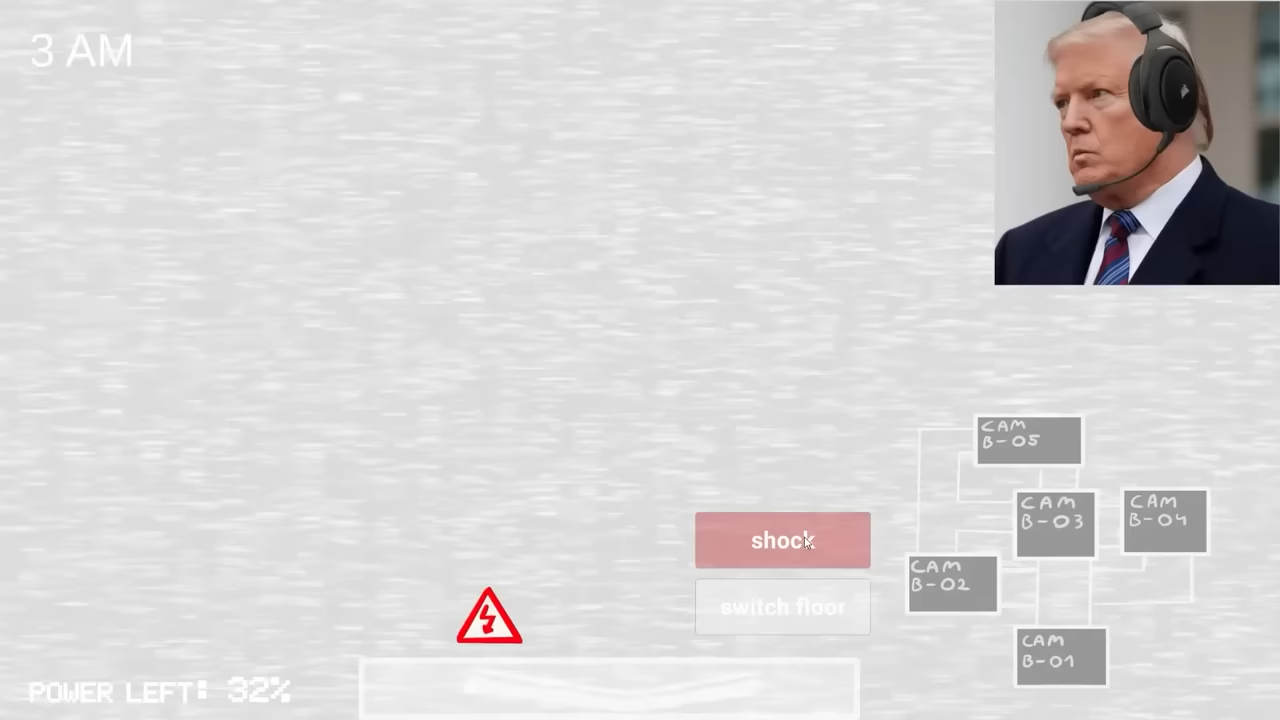 3 AM
CAM
B-05
CAM
B-03
CAM
B-04
shock
CAM
B-02
switch floor
CAM
B-01
POWER LEFT: 32%